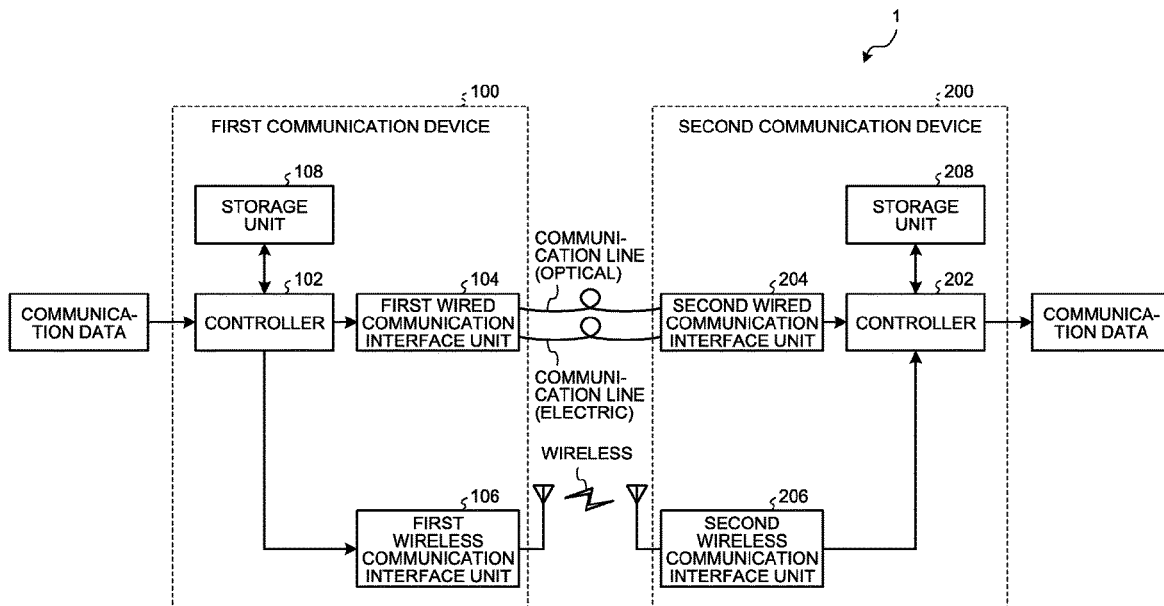 1
100
FIRST COMMUNICATION DEVICE
108
STORAGE
UNIT
COMMUNICA-
TION DATA
102
CONTROLLER
104
FIRST WIRED
COMMUNICATION
INTERFACE UNIT
106
FIRST
WIRELESS
COMMUNICATION
INTERFACE UNIT
COMMUNI-
CATION LINE
(OPTICAL)
COMMUNI-
CATION LINE
(ELECTRIC)
WIRELESS
200
SECOND COMMUNICATION DEVICE
208
STORAGE
UNIT
204
SECOND WIRED
COMMUNICATION
INTERFACE UNIT
202
CONTROLLER
COMMUNICA-
TION DATA
206
SECOND
WIRELESS
COMMUNICATION
INTERFACE UNIT